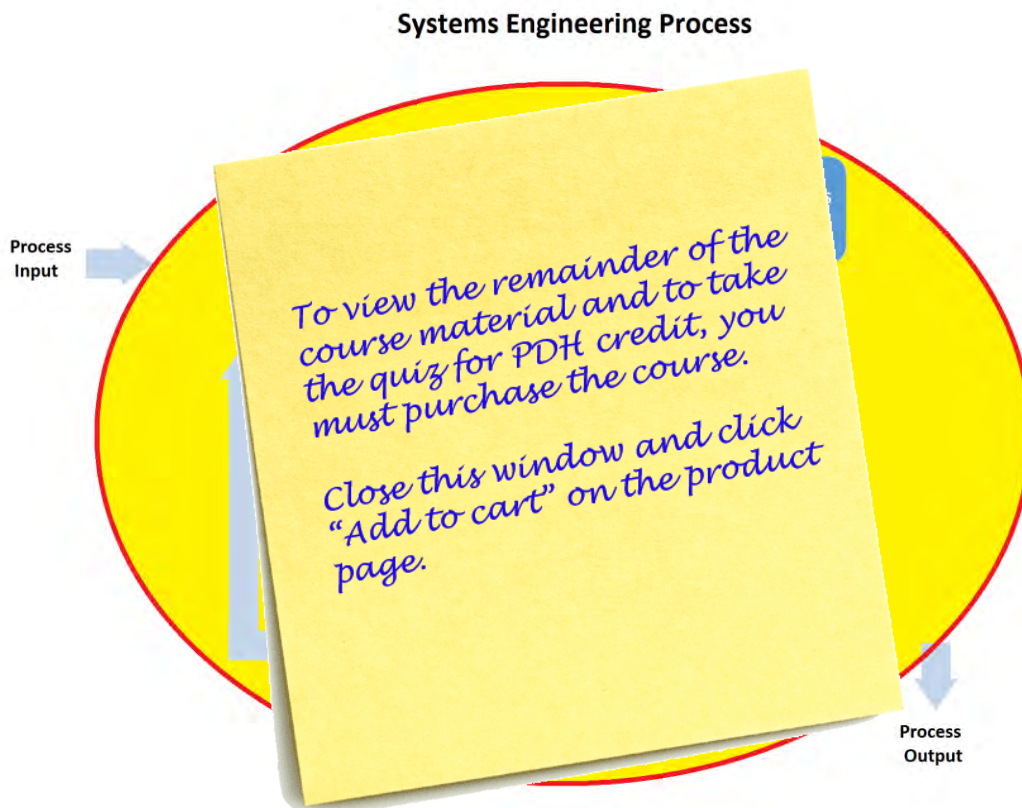 Systems Engineering Process
Process
Input
To view the remainder of the
course material and to take
the quiz for PDH credit, you
must purchase the course.
Close this window and click
“Add to cart” on the product
page.
Process
Output